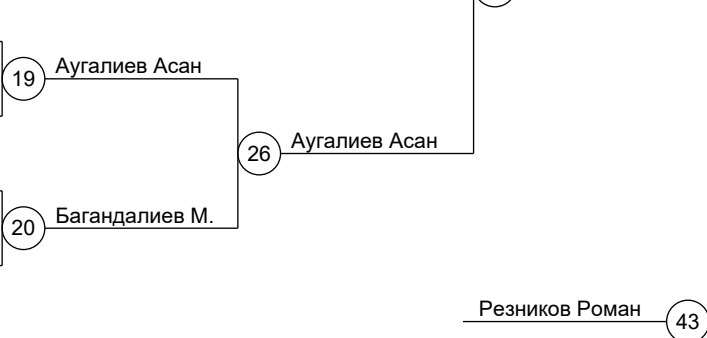 19 Аугалиев Асан
26 Аугалиев Асан
20 Багандалиев М.
Резников Роман 43